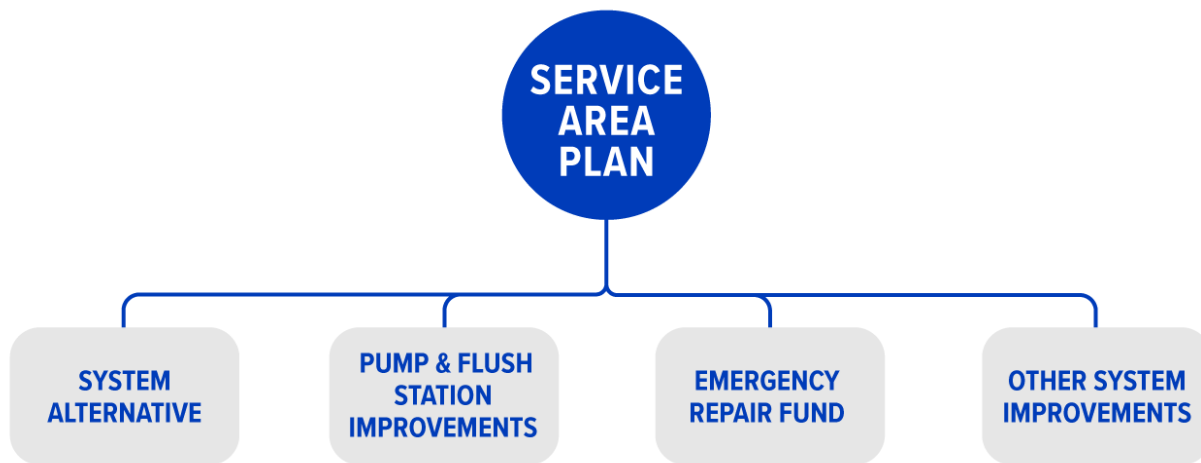 SERVICE
AREA
PLAN
SYSTEM
ALTERNATIVE
PUMP & FLUSH
STATION
IMPROVEMENTS
EMERGENCY
REPAIR FUND
OTHER SYSTEM
IMPROVEMENTS